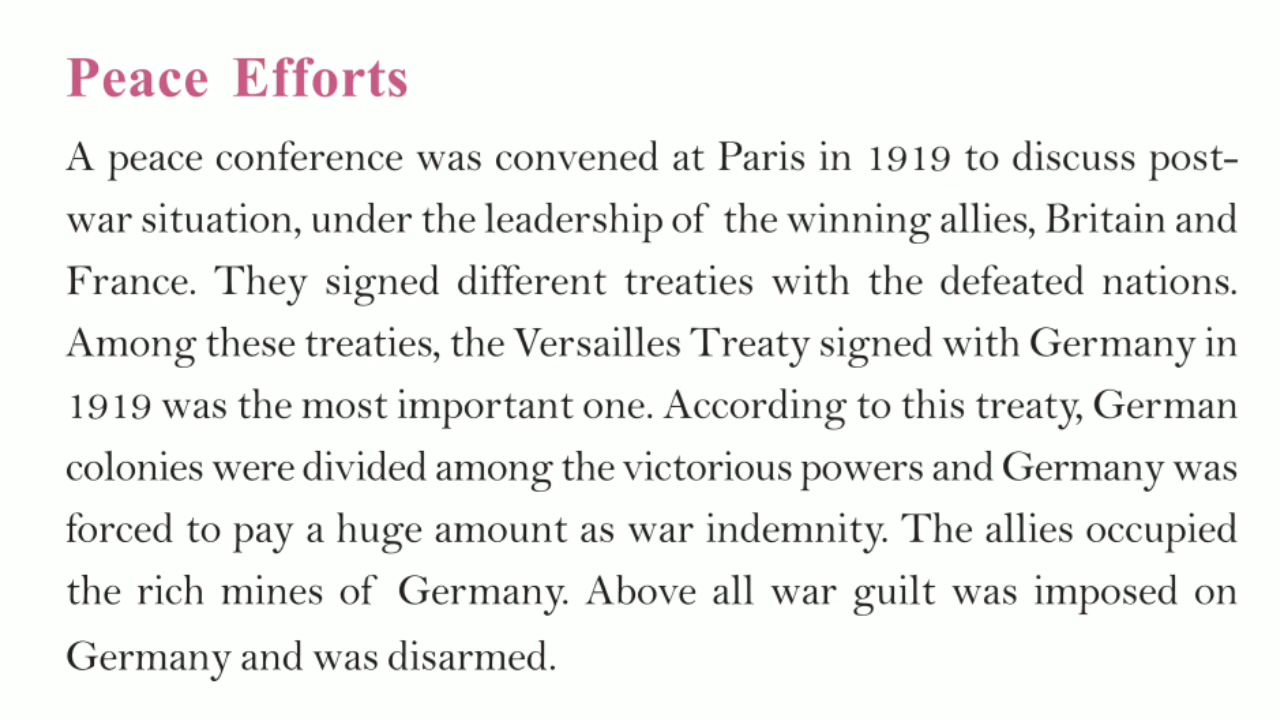 Peace Efforts
A peace conference was convened at Paris in 1919 to discuss post-
war situation, under the leadership of the winning allies, Britain and
France. They signed different treaties with the defeated nations.
Among these treaties, the Versailles Treaty signed with Germany in
1919 was the most important one. According to this treaty, German
colonies were divided among the victorious powers and Germany was
forced to pay a huge amount as war indemnity. The allies occupied
the rich mines of Germany. Above all war guilt was imposed on
Germany and was disarmed.